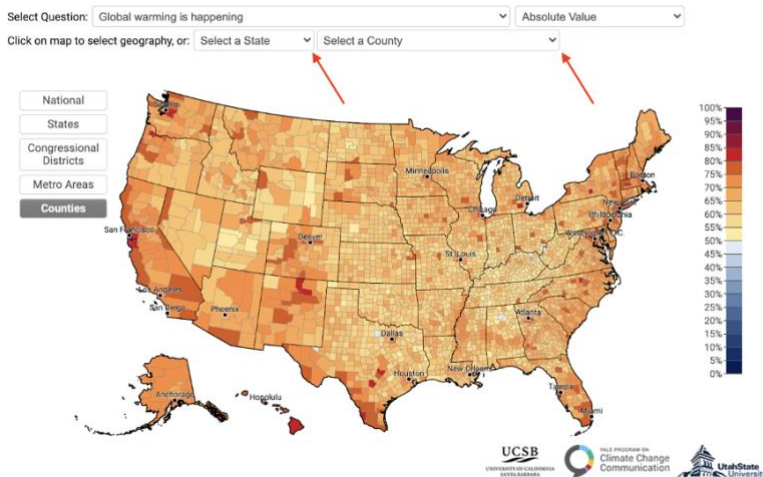 Select Question: Global warming is happening Absolute Value
Click on map to select geography, or: Select a State Select a County
National
States
Congressional
Districts
Metro Areas
Counties
Minneapolis
Boston
Detroit
Chicago
San Francisco
Denver
St. Louis
Los Angeles
San Diego
Phoenix
Atlanta
Dallas
Houston
New Orleans
Tampa
Miami
Anchorage
Honolulu
100%
95%
90%
85%
80%
75%
70%
65%
60%
55%
50%
45%
40%
35%
30%
25%
20%
15%
10%
5%
0%
UCSB
UNIVERSITY OF CALIFORNIA
SANTA BARBARA
YALE PROGRAM ON
Climate Change
Communication
UtahState
University